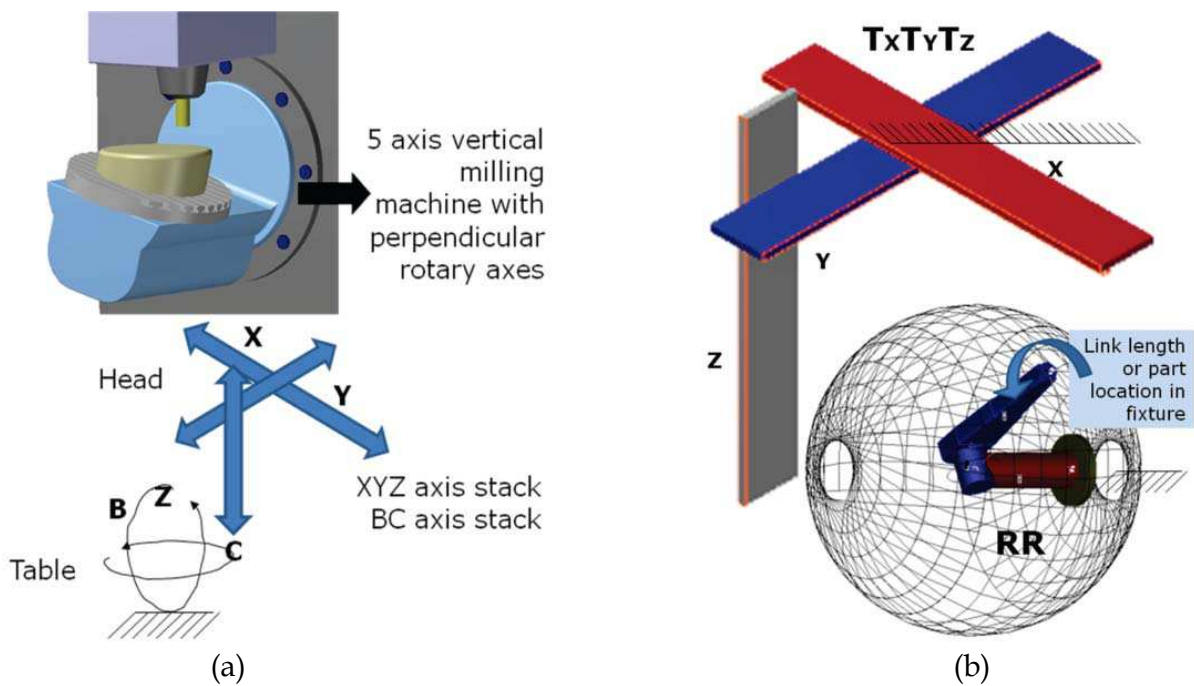 5 axis vertical
milling
machine with
perpendicular
rotary axes
X
Head
Y
XYZ axis stack
BC axis stack
B
Z
C
Table
(a)
TXTYTZ
X
Y
Z
Link length
or part
location in
fixture
RR
(b)